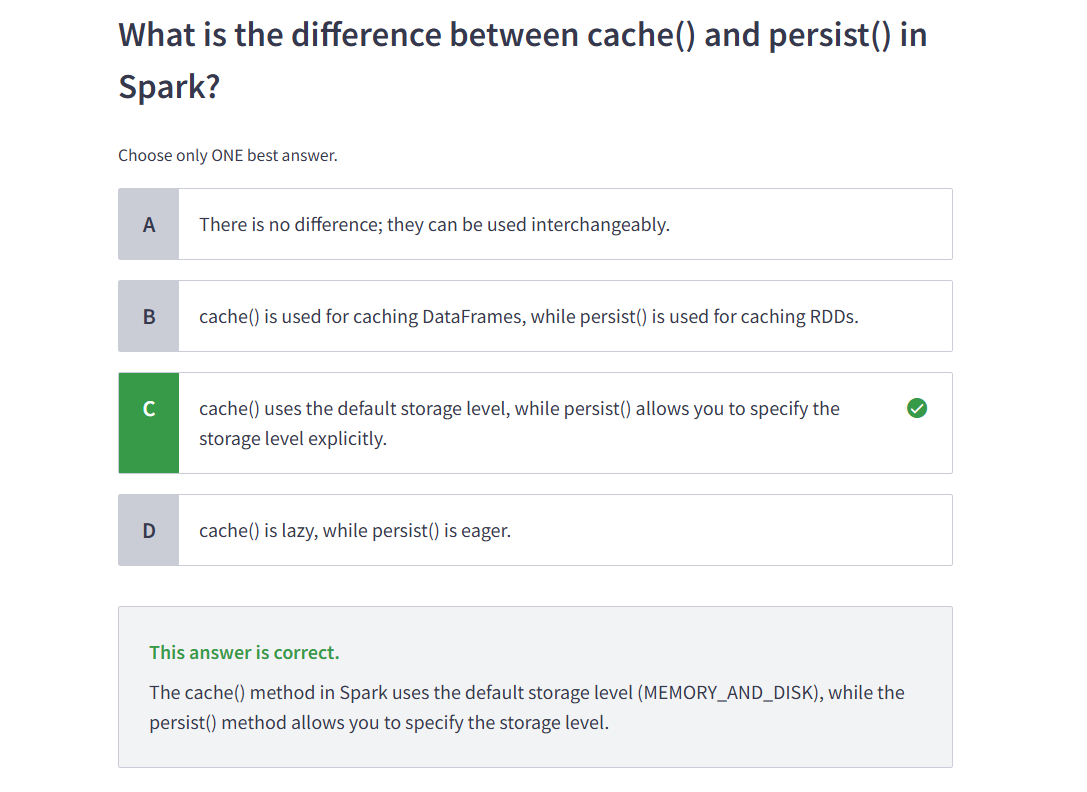 What is the difference between cache() and persist() in
Spark?
Choose only ONE best answer.
A
There is no difference; they can be used interchangeably.
B
cache() is used for caching DataFrames, while persist() is used for caching RDDs.
C
cache() uses the default storage level, while persist() allows you to specify the
storage level explicitly.
D
cache() is lazy, while persist() is eager.
This answer is correct.
The cache() method in Spark uses the default storage level (MEMORY_AND_DISK), while the
persist() method allows you to specify the storage level.